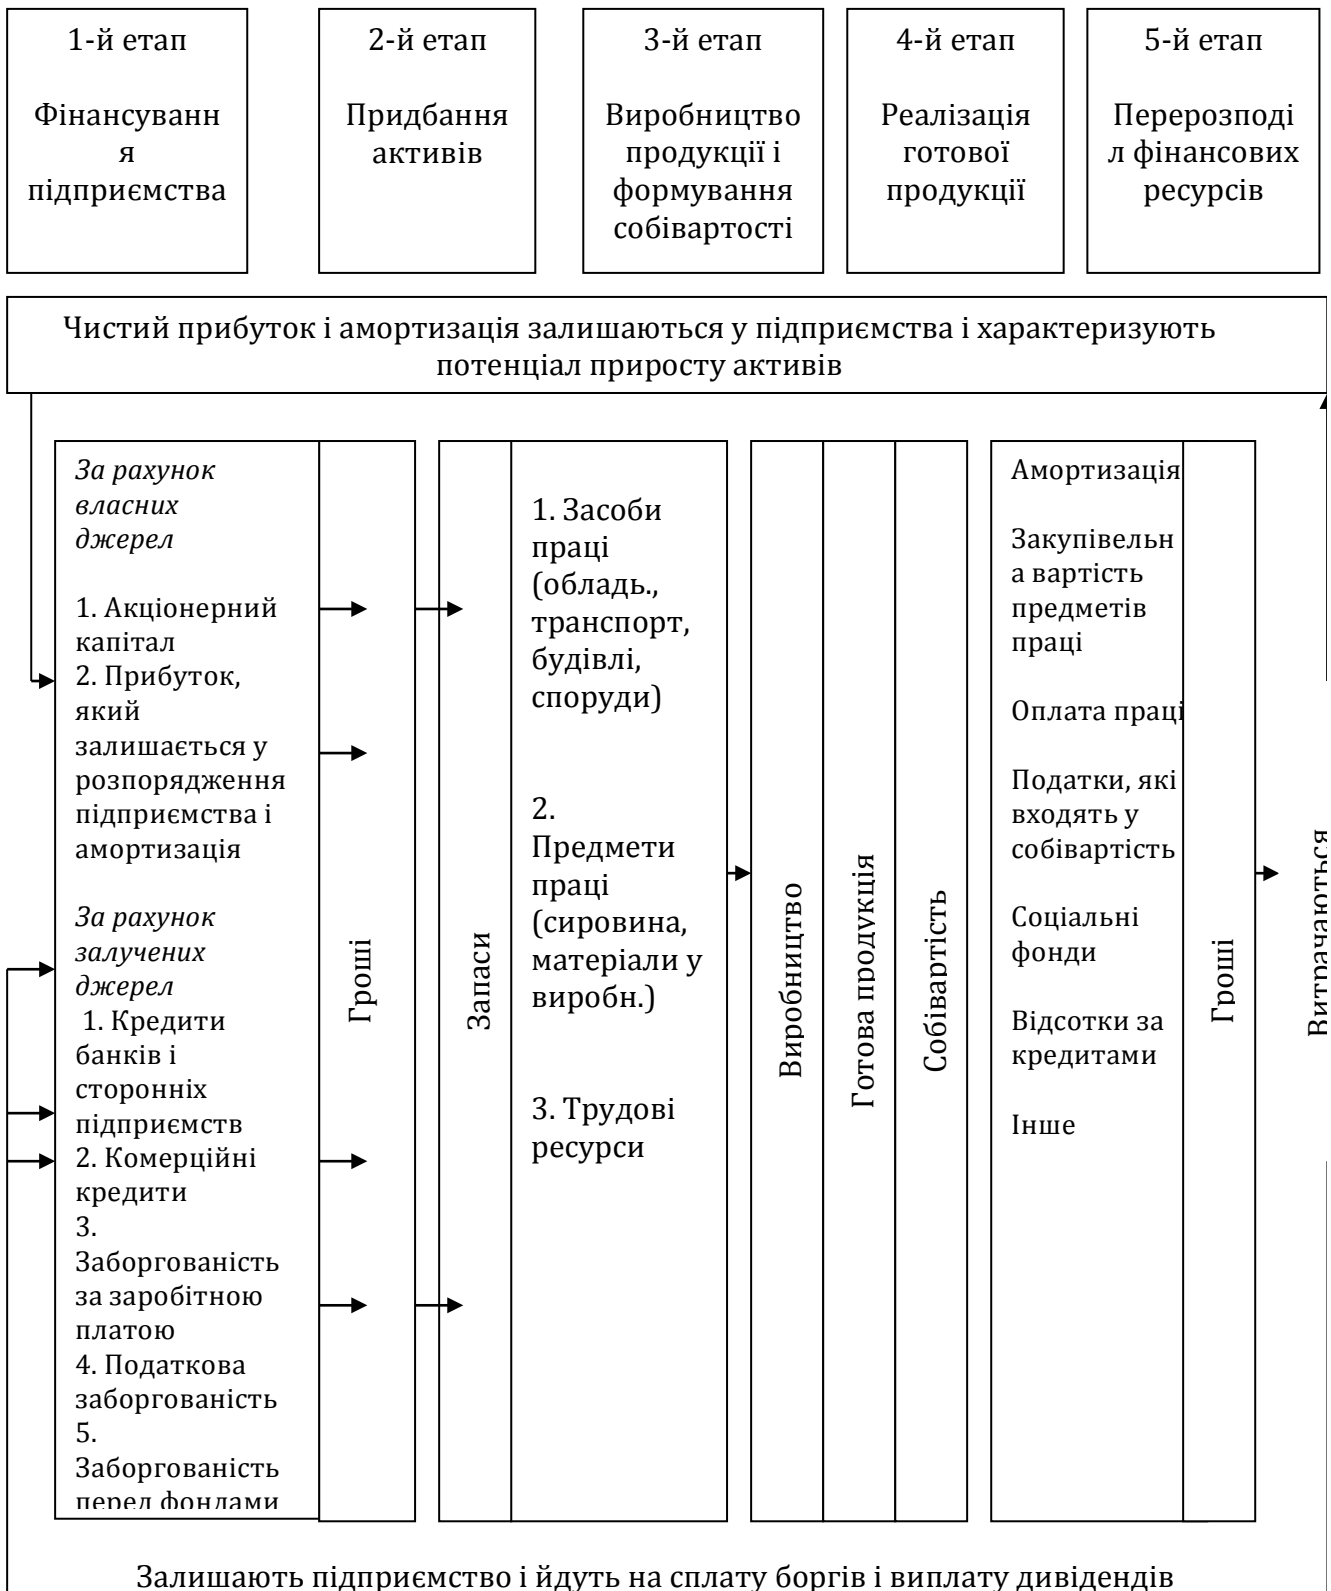 1-й етап
Фінансуванн
я
підприємства
2-й етап
Придбання
активів
3-й етап
Виробництво
продукції і
формування
собівартості
4-й етап
Реалізація
готової
продукції
5-й етап
Перерозподі
л фінансових
ресурсів
Чистий прибуток і амортизація залишаються у підприємства і характеризують
потенціал приросту активів
За рахунок
власних
джерел
1. Акціонерний
капітал
2. Прибуток,
який
залишається у
розпорядження
підприємства і
амортизація
За рахунок
залучених
джерел
1. Кредити
банків і
сторонніх
підприємств
2. Комерційні
кредити
3.
Заборгованість
за заробітною
платою
4. Податкова
заборгованість
5.
Заборгованість
перед фондами
Гроші
Запаси
1. Засоби
праці
(обладь.,
транспорт,
будівлі,
споруди)
2.
Предмети
праці
(сировина,
матеріали у
виробн.)
3. Трудові
ресурси
Виробництво
Готова продукція
Собівартість
Амортизація
Закупівельн
а вартість
предметів
праці
Оплата праці
Податки, які
входять у
собівартість
Соціальні
фонди
Відсотки за
кредитами
Інше
Гроші
Витрачаються
Залишають підприємство і йдуть на сплату боргів і виплату дивідендів